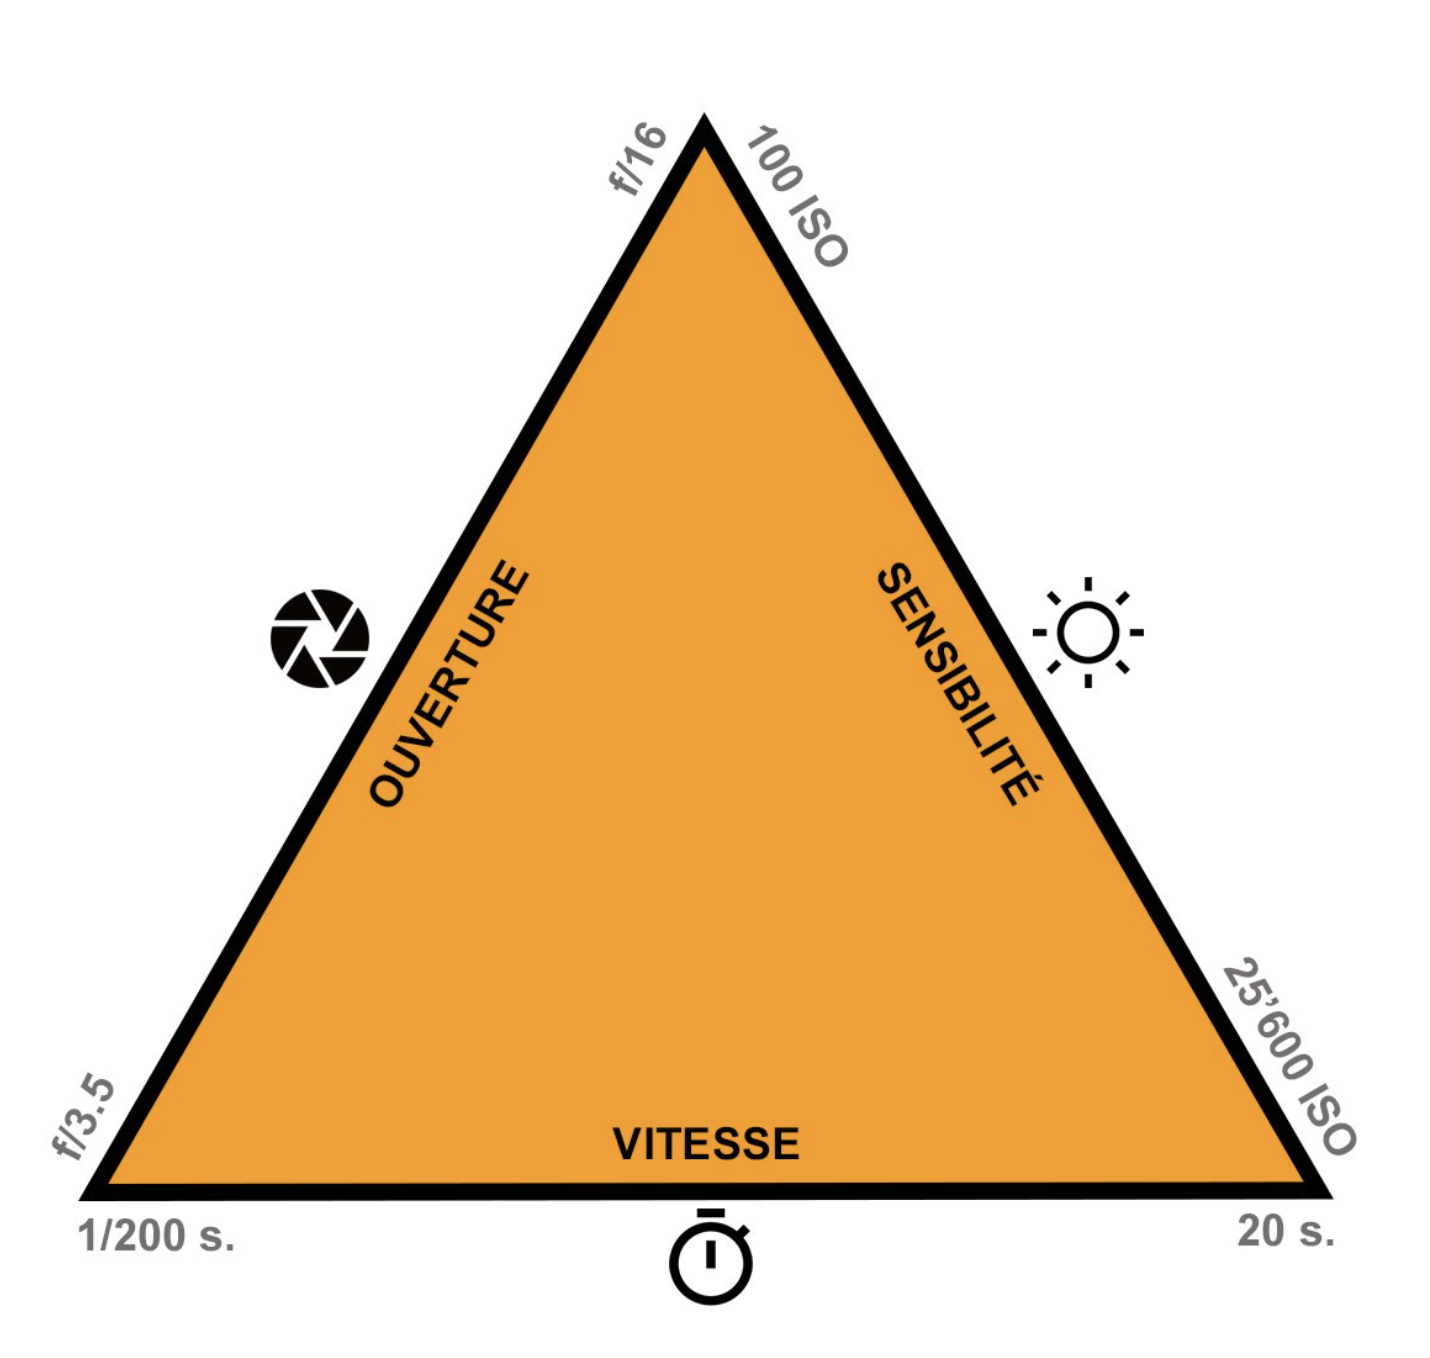 f/16
100 ISO
OUVERTURE
SENSIBILITÉ
25’600 ISO
f/3.5
VITESSE
1/200 s.
20 s.